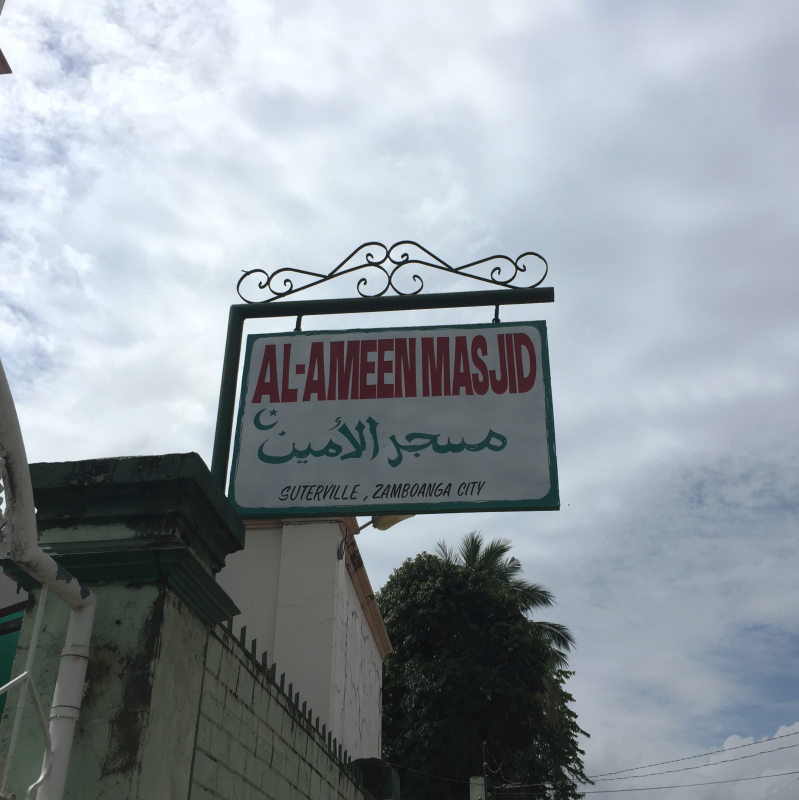 AL-AMEEN MASJID
مسجد الأمين
SUTERVILLE, ZAMBOANGA CITY